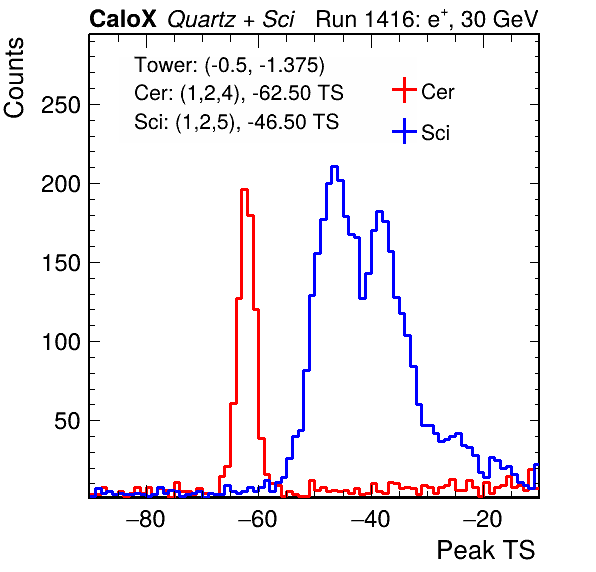 CaloX Quartz + Sci Run 1416: e⁺, 30 GeV
Counts
Tower: (-0.5, -1.375)
Cer: (1,2,4), -62.50 TS
Sci: (1,2,5), -46.50 TS
Cer
Sci
250
200
150
100
50
−80 −60 −40 −20
Peak TS